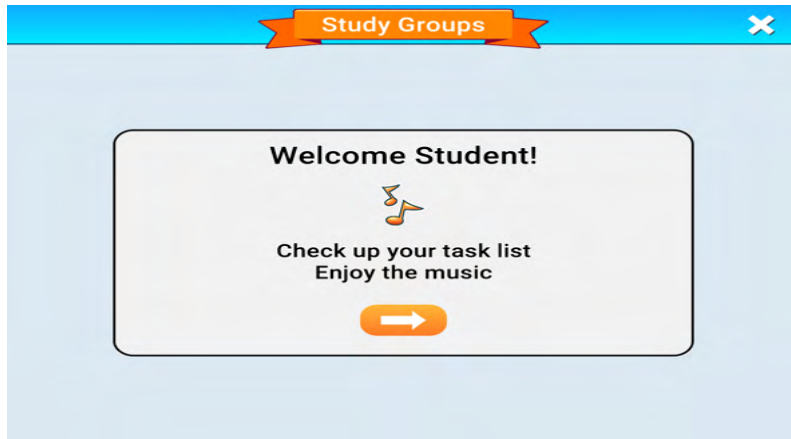 Study Groups
Welcome Student!
Check up your task list
Enjoy the music